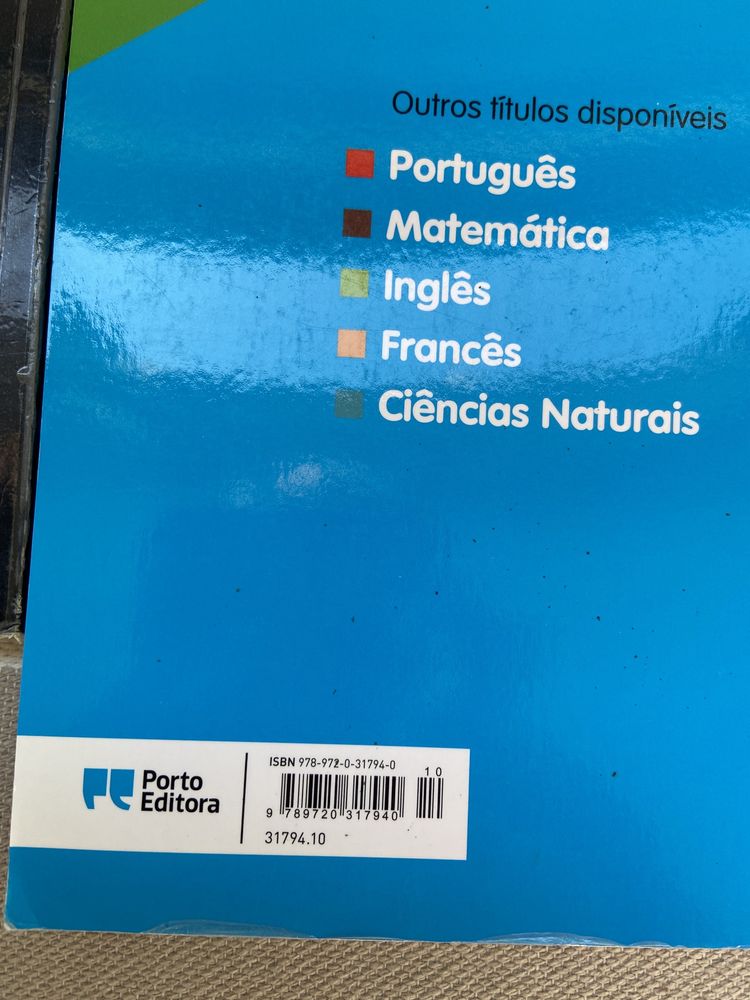 Outros títulos disponíveis
Português
Matemática
Inglês
Francês
Ciências Naturais
Porto
Editora
ISBN 978-972-0-31794-0
10
9 789720 317940
31794.10